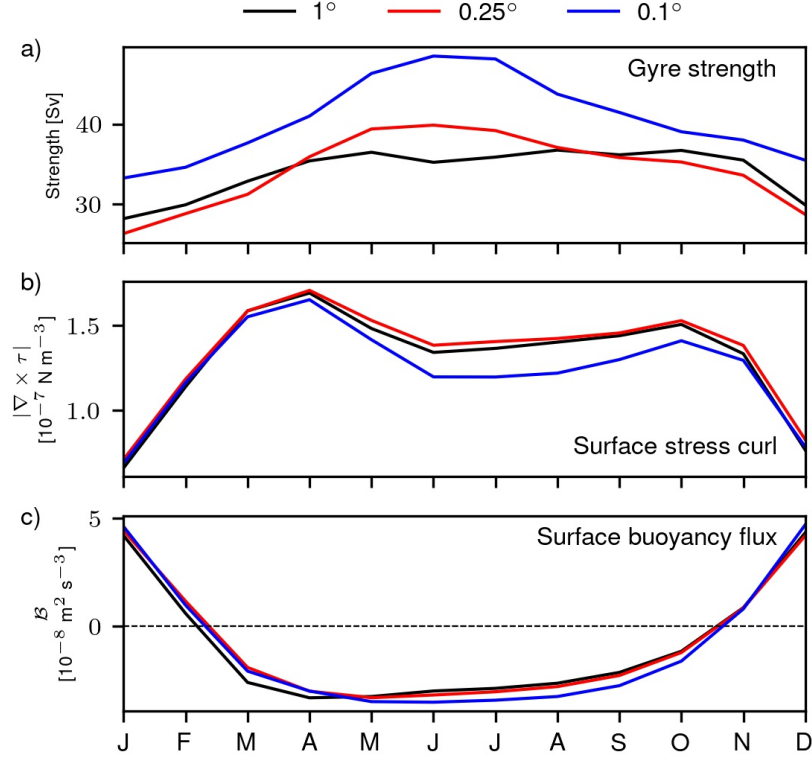 1° 0.25° 0.1°
a)
Gyre strength
Strength [Sv]
40
30
b)
|∇ × τ|
[10⁻⁷ N m⁻³]
1.5
1.0
Surface stress curl
c)
Surface buoyancy flux
ℬ
[10⁻⁸ m² s⁻³]
5
0
J F M A M J J A S O N D